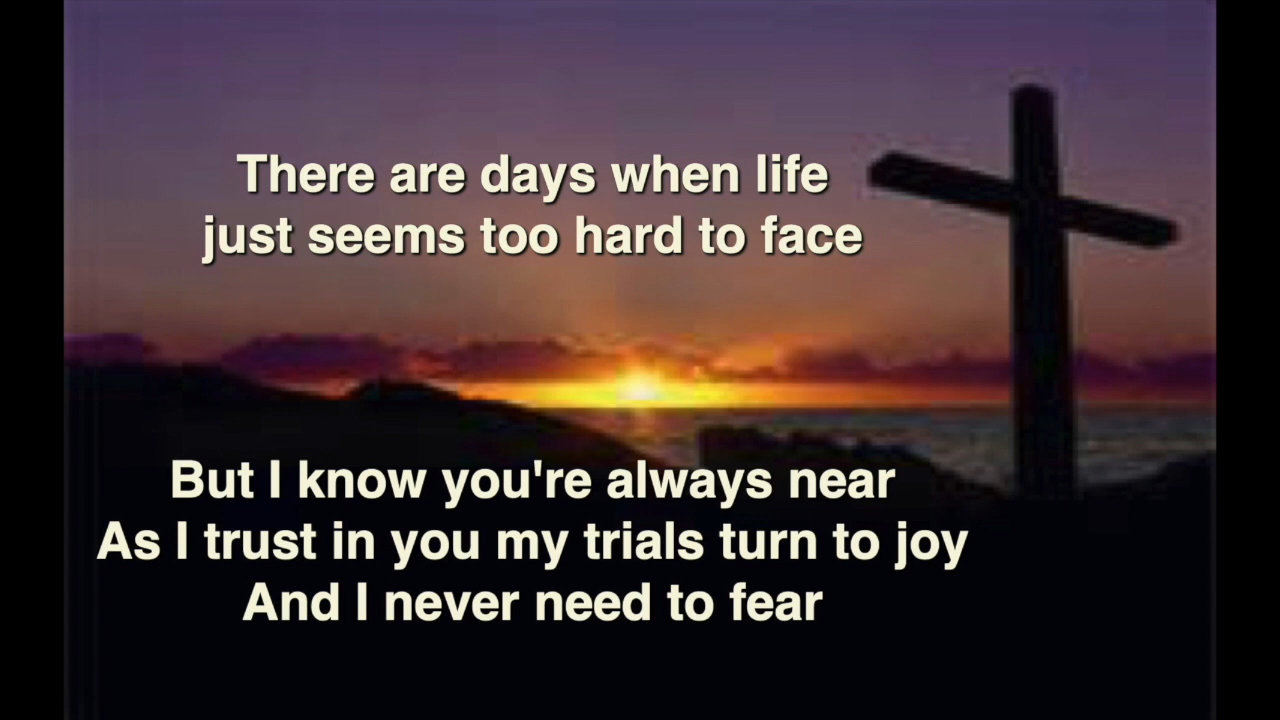 There are days when life
just seems too hard to face
But I know you're always near
As I trust in you my trials turn to joy
And I never need to fear